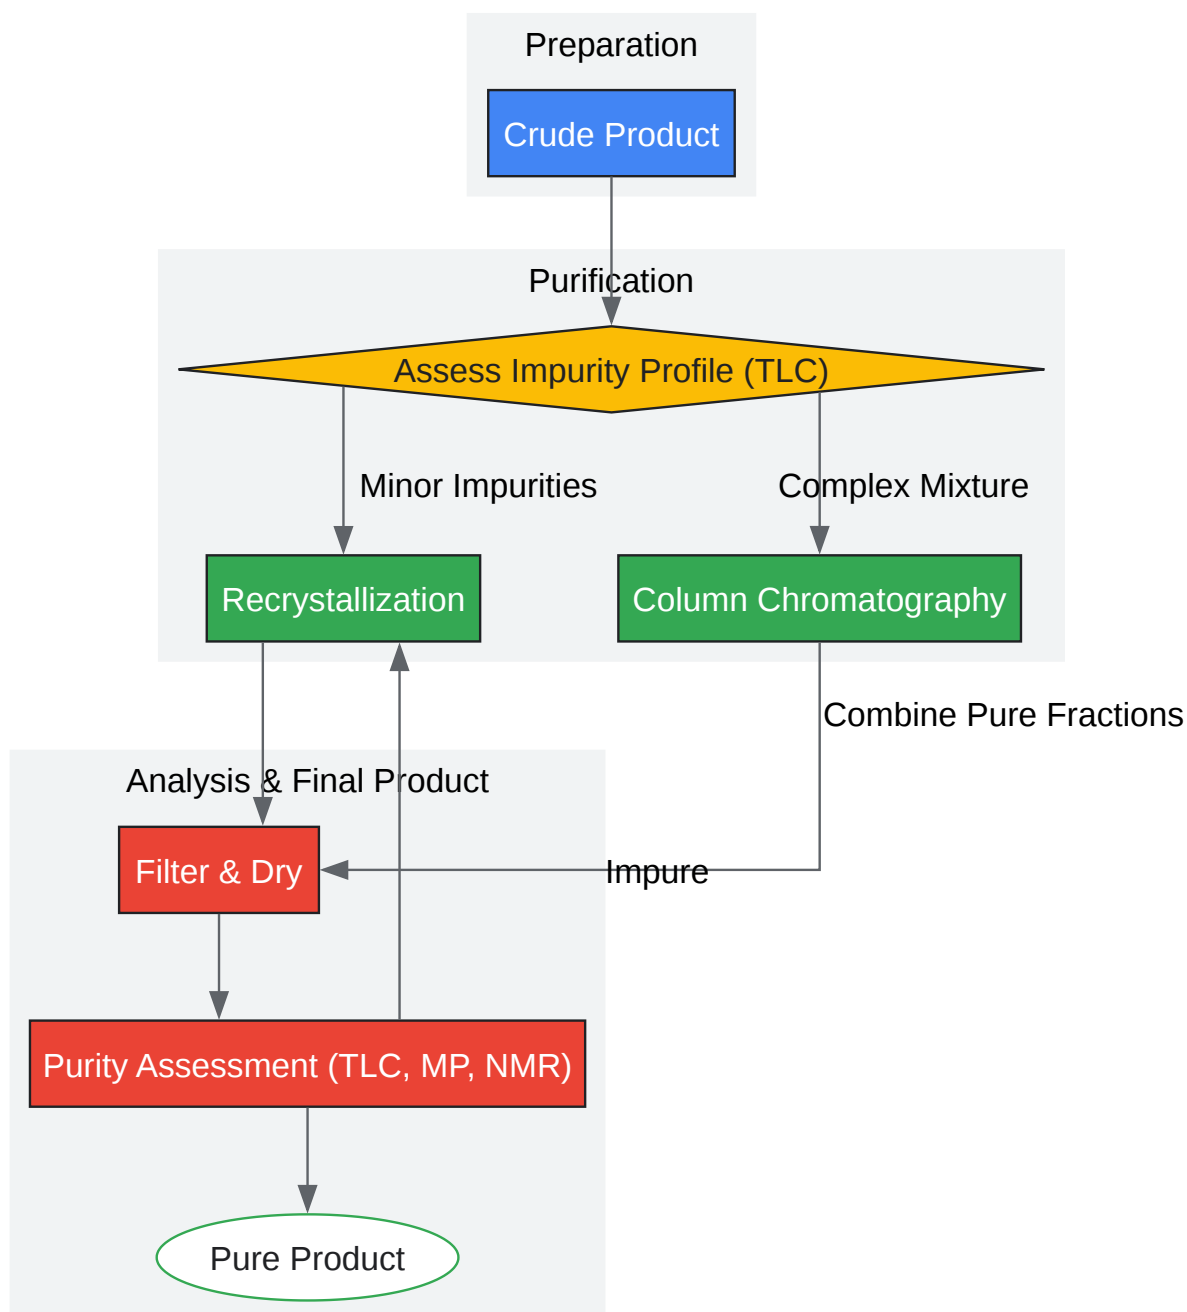 Preparation
Crude Product
Purification
Assess Impurity Profile (TLC)
Minor Impurities
Complex Mixture
Recrystallization
Column Chromatography
Combine Pure Fractions
Analysis & Final Product
Filter & Dry
Impure
Purity Assessment (TLC, MP, NMR)
Pure Product